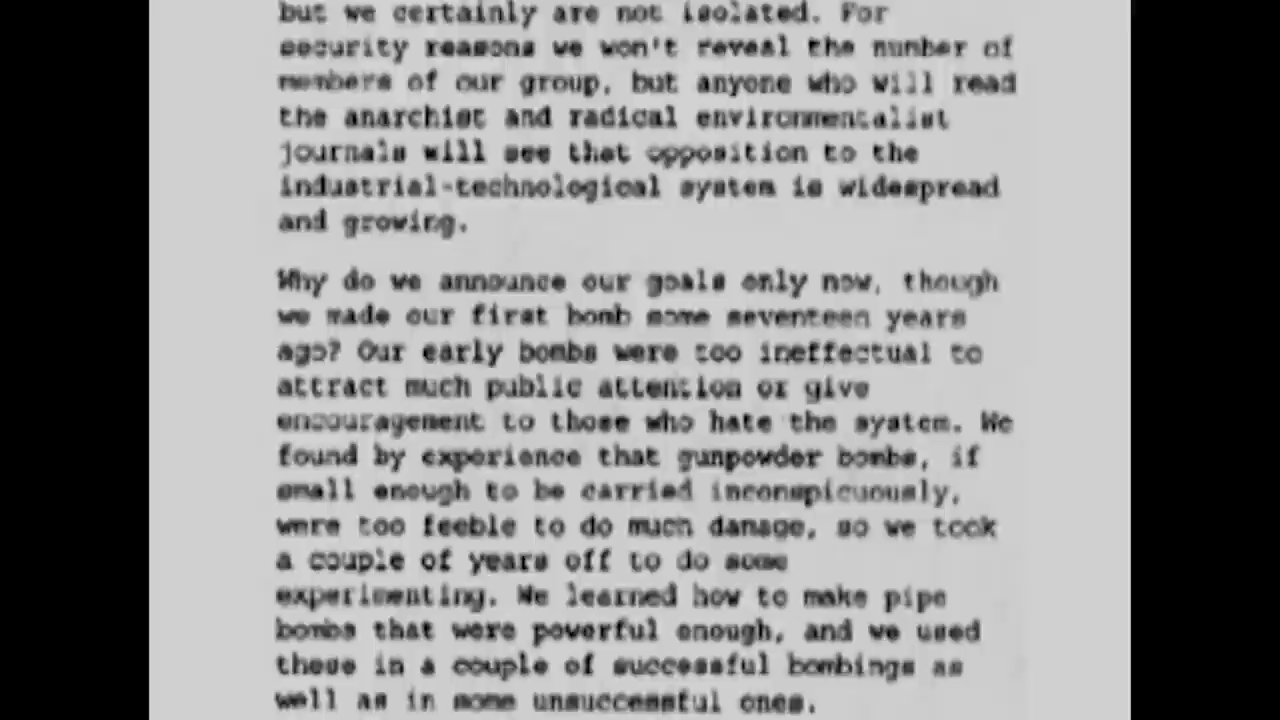 but we certainly are not isolated. For
security reasons we won't reveal the number of
members of our group, but anyone who will read
the anarchist and radical environmentalist
journals will see that opposition to the
industrial-technological system is widespread
and growing.
Why do we announce our goals only now, though
we made our first bomb some seventeen years
ago? Our early bombs were too ineffectual to
attract much public attention or give
encouragement to those who hate the system. We
found by experience that gunpowder bombs, if
small enough to be carried inconspicuously,
were too feeble to do much damage, so we took
a couple of years off to do some
experimenting. We learned how to make pipe
bombs that were powerful enough, and we used
these in a couple of successful bombings as
well as in some unsuccessful ones.